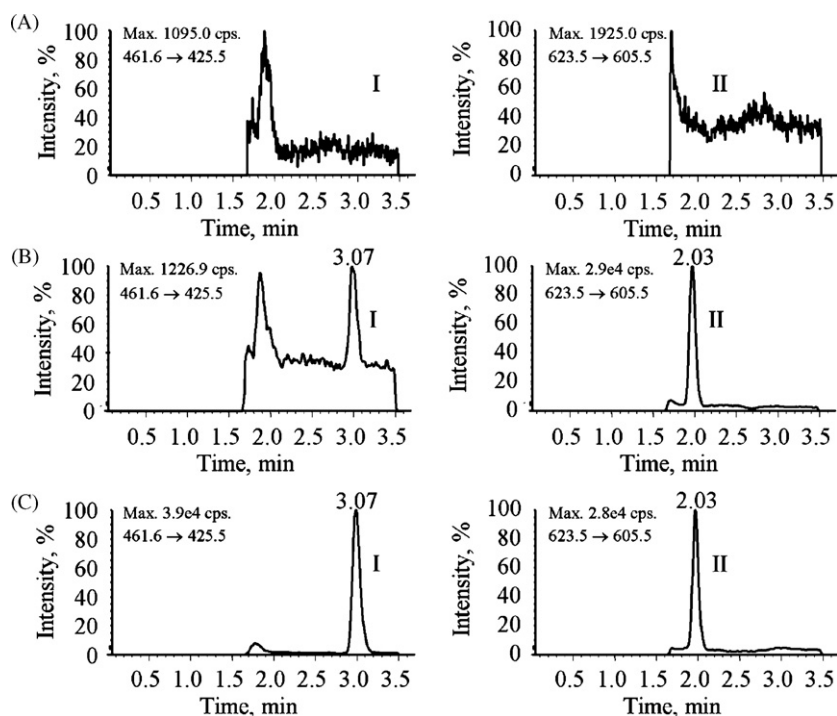 (A)
Max. 1095.0 cps.
461.6 → 425.5
I
Intensity, %
100
80
60
40
20
0
0.5 1.0 1.5 2.0 2.5 3.0 3.5
Time, min
Max. 1925.0 cps.
623.5 → 605.5
II
Intensity, %
100
80
60
40
20
0
0.5 1.0 1.5 2.0 2.5 3.0 3.5
Time, min
(B)
3.07
Max. 1226.9 cps.
461.6 → 425.5
I
Intensity, %
100
80
60
40
20
0
0.5 1.0 1.5 2.0 2.5 3.0 3.5
Time, min
2.03
Max. 2.9e4 cps.
623.5 → 605.5
II
Intensity, %
100
80
60
40
20
0
0.5 1.0 1.5 2.0 2.5 3.0 3.5
Time, min
(C)
3.07
Max. 3.9e4 cps.
461.6 → 425.5
I
Intensity, %
100
80
60
40
20
0
0.5 1.0 1.5 2.0 2.5 3.0 3.5
Time, min
2.03
Max. 2.8e4 cps.
623.5 → 605.5
II
Intensity, %
100
80
60
40
20
0
0.5 1.0 1.5 2.0 2.5 3.0 3.5
Time, min